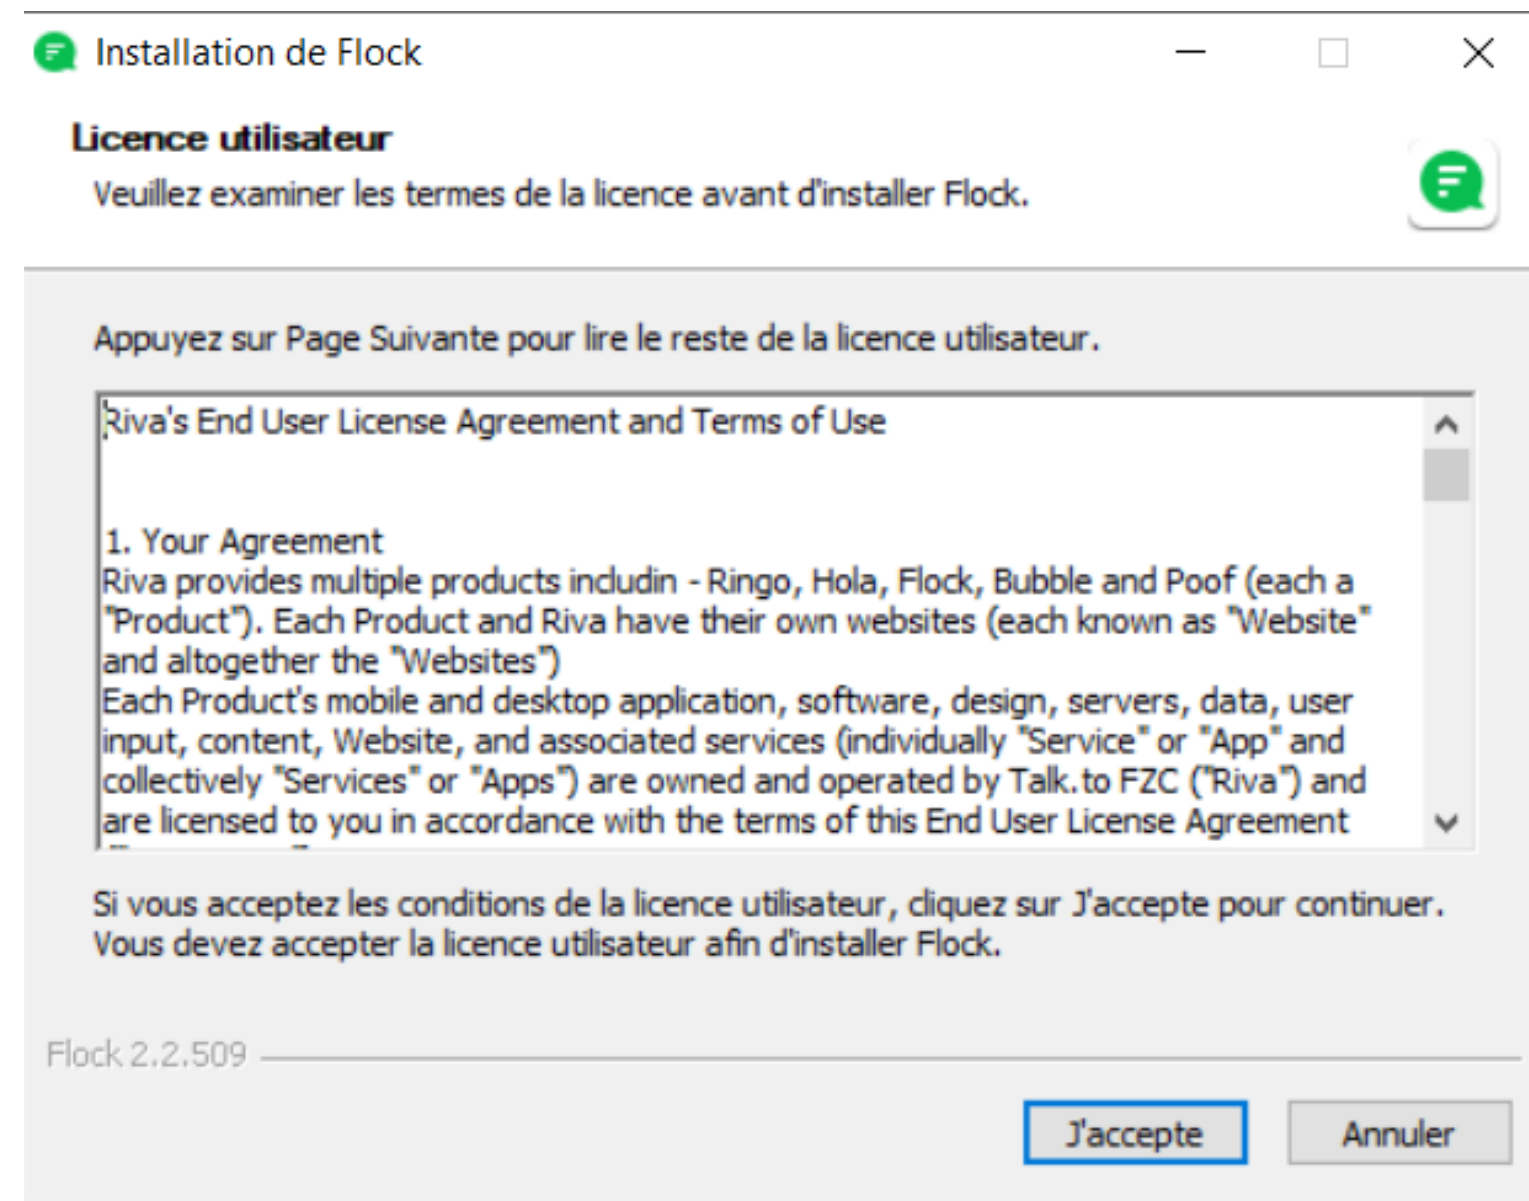 Installation de Flock
Licence utilisateur
Veuillez examiner les termes de la licence avant d'installer Flock.
Appuyez sur Page Suivante pour lire le reste de la licence utilisateur.
Riva's End User License Agreement and Terms of Use
1. Your Agreement
Riva provides multiple products includin - Ringo, Hola, Flock, Bubble and Poof (each a
"Product"). Each Product and Riva have their own websites (each known as "Website"
and altogether the "Websites")
Each Product's mobile and desktop application, software, design, servers, data, user
input, content, Website, and associated services (individually "Service" or "App" and
collectively "Services" or "Apps") are owned and operated by Talk.to FZC ("Riva") and
are licensed to you in accordance with the terms of this End User License Agreement
Si vous acceptez les conditions de la licence utilisateur, cliquez sur J'accepte pour continuer.
Vous devez accepter la licence utilisateur afin d'installer Flock.
Flock 2.2.509
J'accepte
Annuler